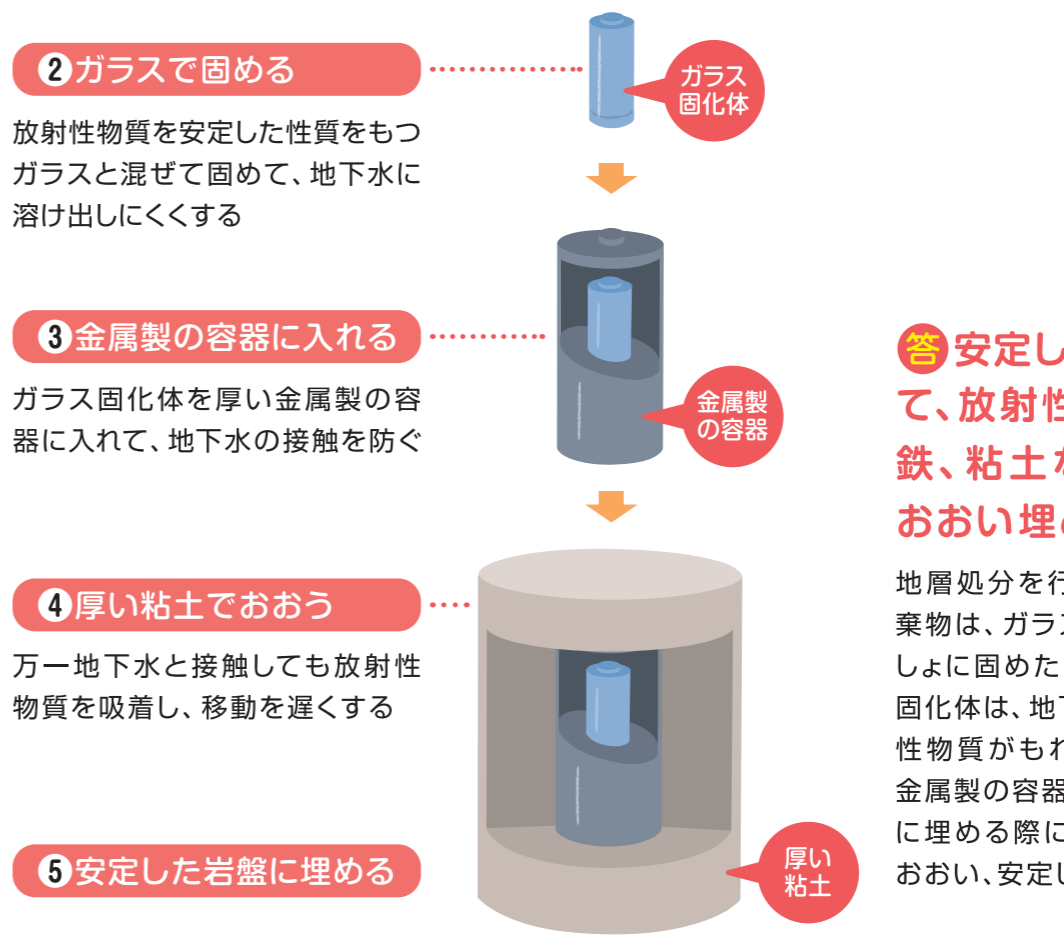 ❷ガラスで固める
放射性物質を安定した性質をもつ
ガラスと混ぜて固めて、地下水に
溶け出しにくくする
ガラス
固化体
❸金属製の容器に入れる
ガラス固化体を厚い金属製の容
器に入れて、地下水の接触を防ぐ
金属製
の容器
❹厚い粘土でおおう
万一地下水と接触しても放射性
物質を吸着し、移動を遅くする
❺安定した岩盤に埋める
厚い
粘土
答 安定し
て、放射性
鉄、粘土な
おおい埋め
地層処分を行
棄物は、ガラス
しょに固めた
固化体は、地下
性物質がもれ
金属製の容器
に埋める際に
おおい、安定し